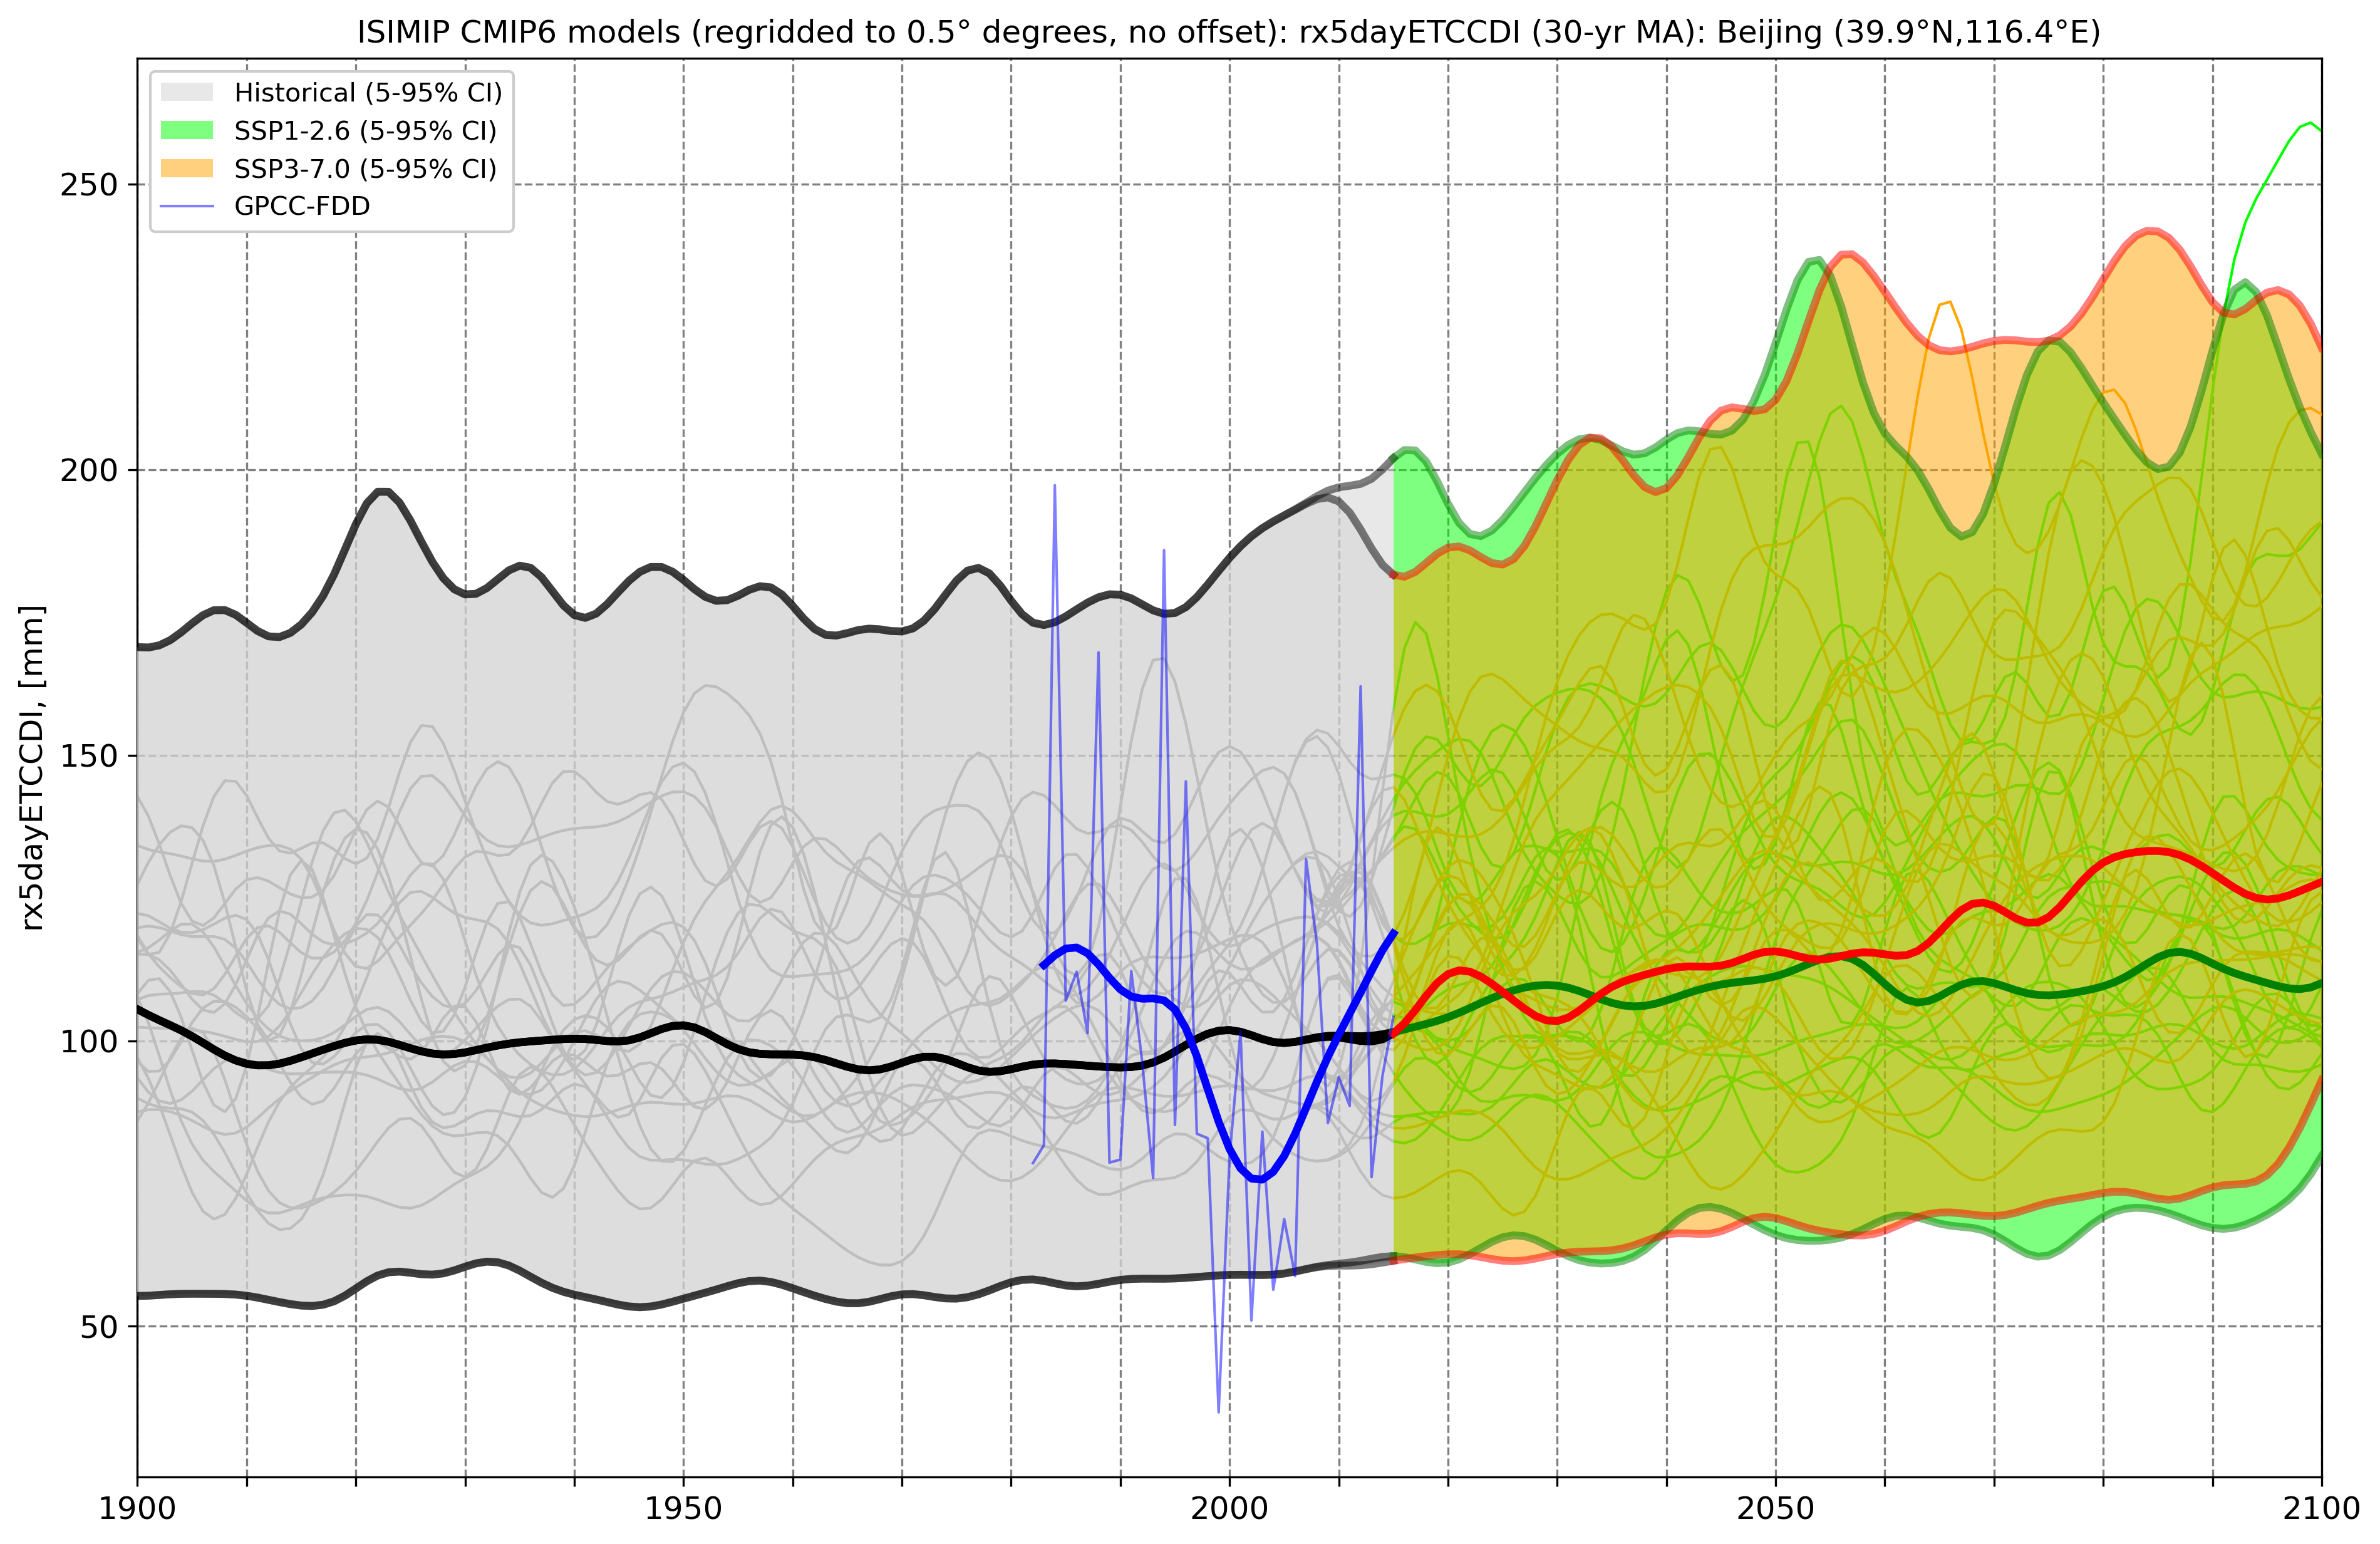 ISIMIP CMIP6 models (regridded to 0.5° degrees, no offset): rx5dayETCCDI (30-yr MA): Beijing (39.9°N,116.4°E)
Historical (5-95% CI)
SSP1-2.6 (5-95% CI)
SSP3-7.0 (5-95% CI)
GPCC-FDD
rx5dayETCCDI, [mm]
250
200
150
100
50
1900
1950
2000
2050
2100